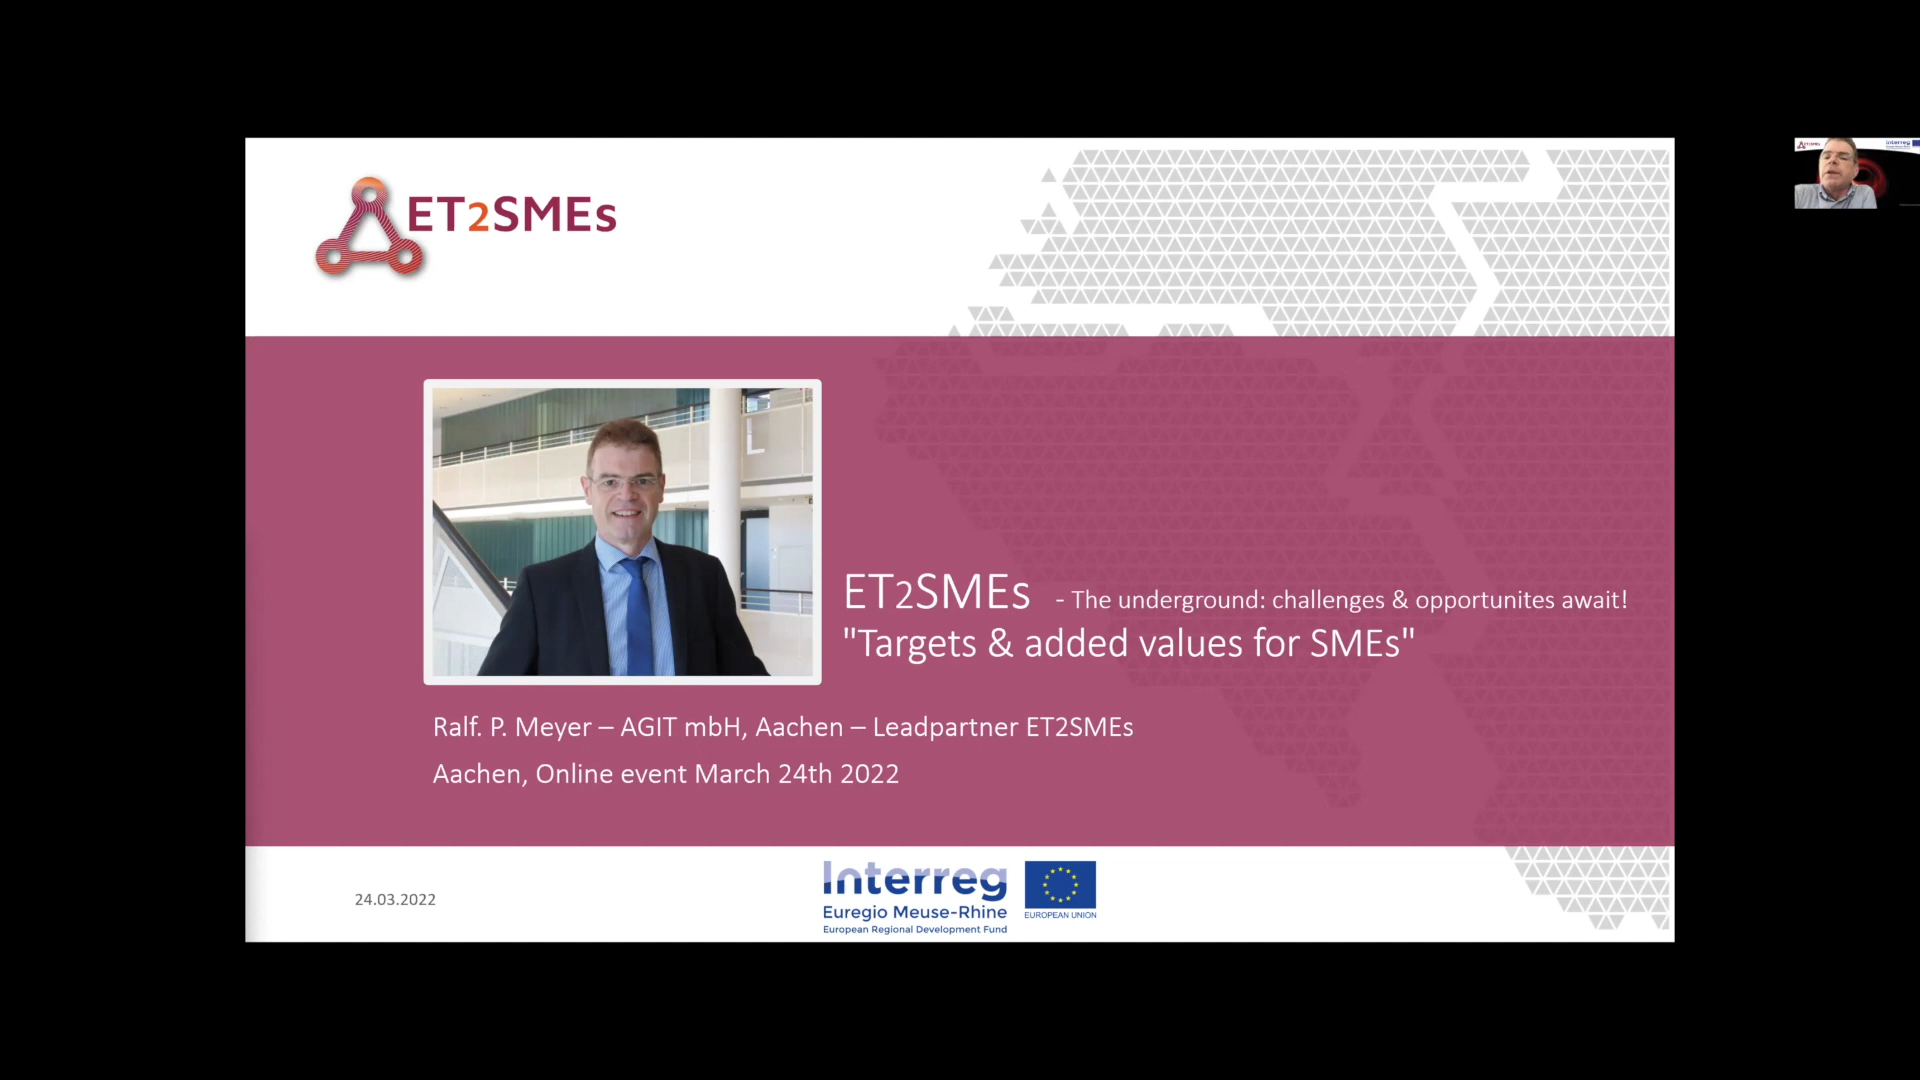 ET2SMEs
ET2SMEs - The underground: challenges & opportunites await!
"Targets & added values for SMEs"
Ralf. P. Meyer – AGIT mbH, Aachen – Leadpartner ET2SMEs
Aachen, Online event March 24th 2022
24.03.2022
Interreg
Euregio Meuse-Rhine
European Regional Development Fund
EUROPEAN UNION
ET2SMEs
Interreg